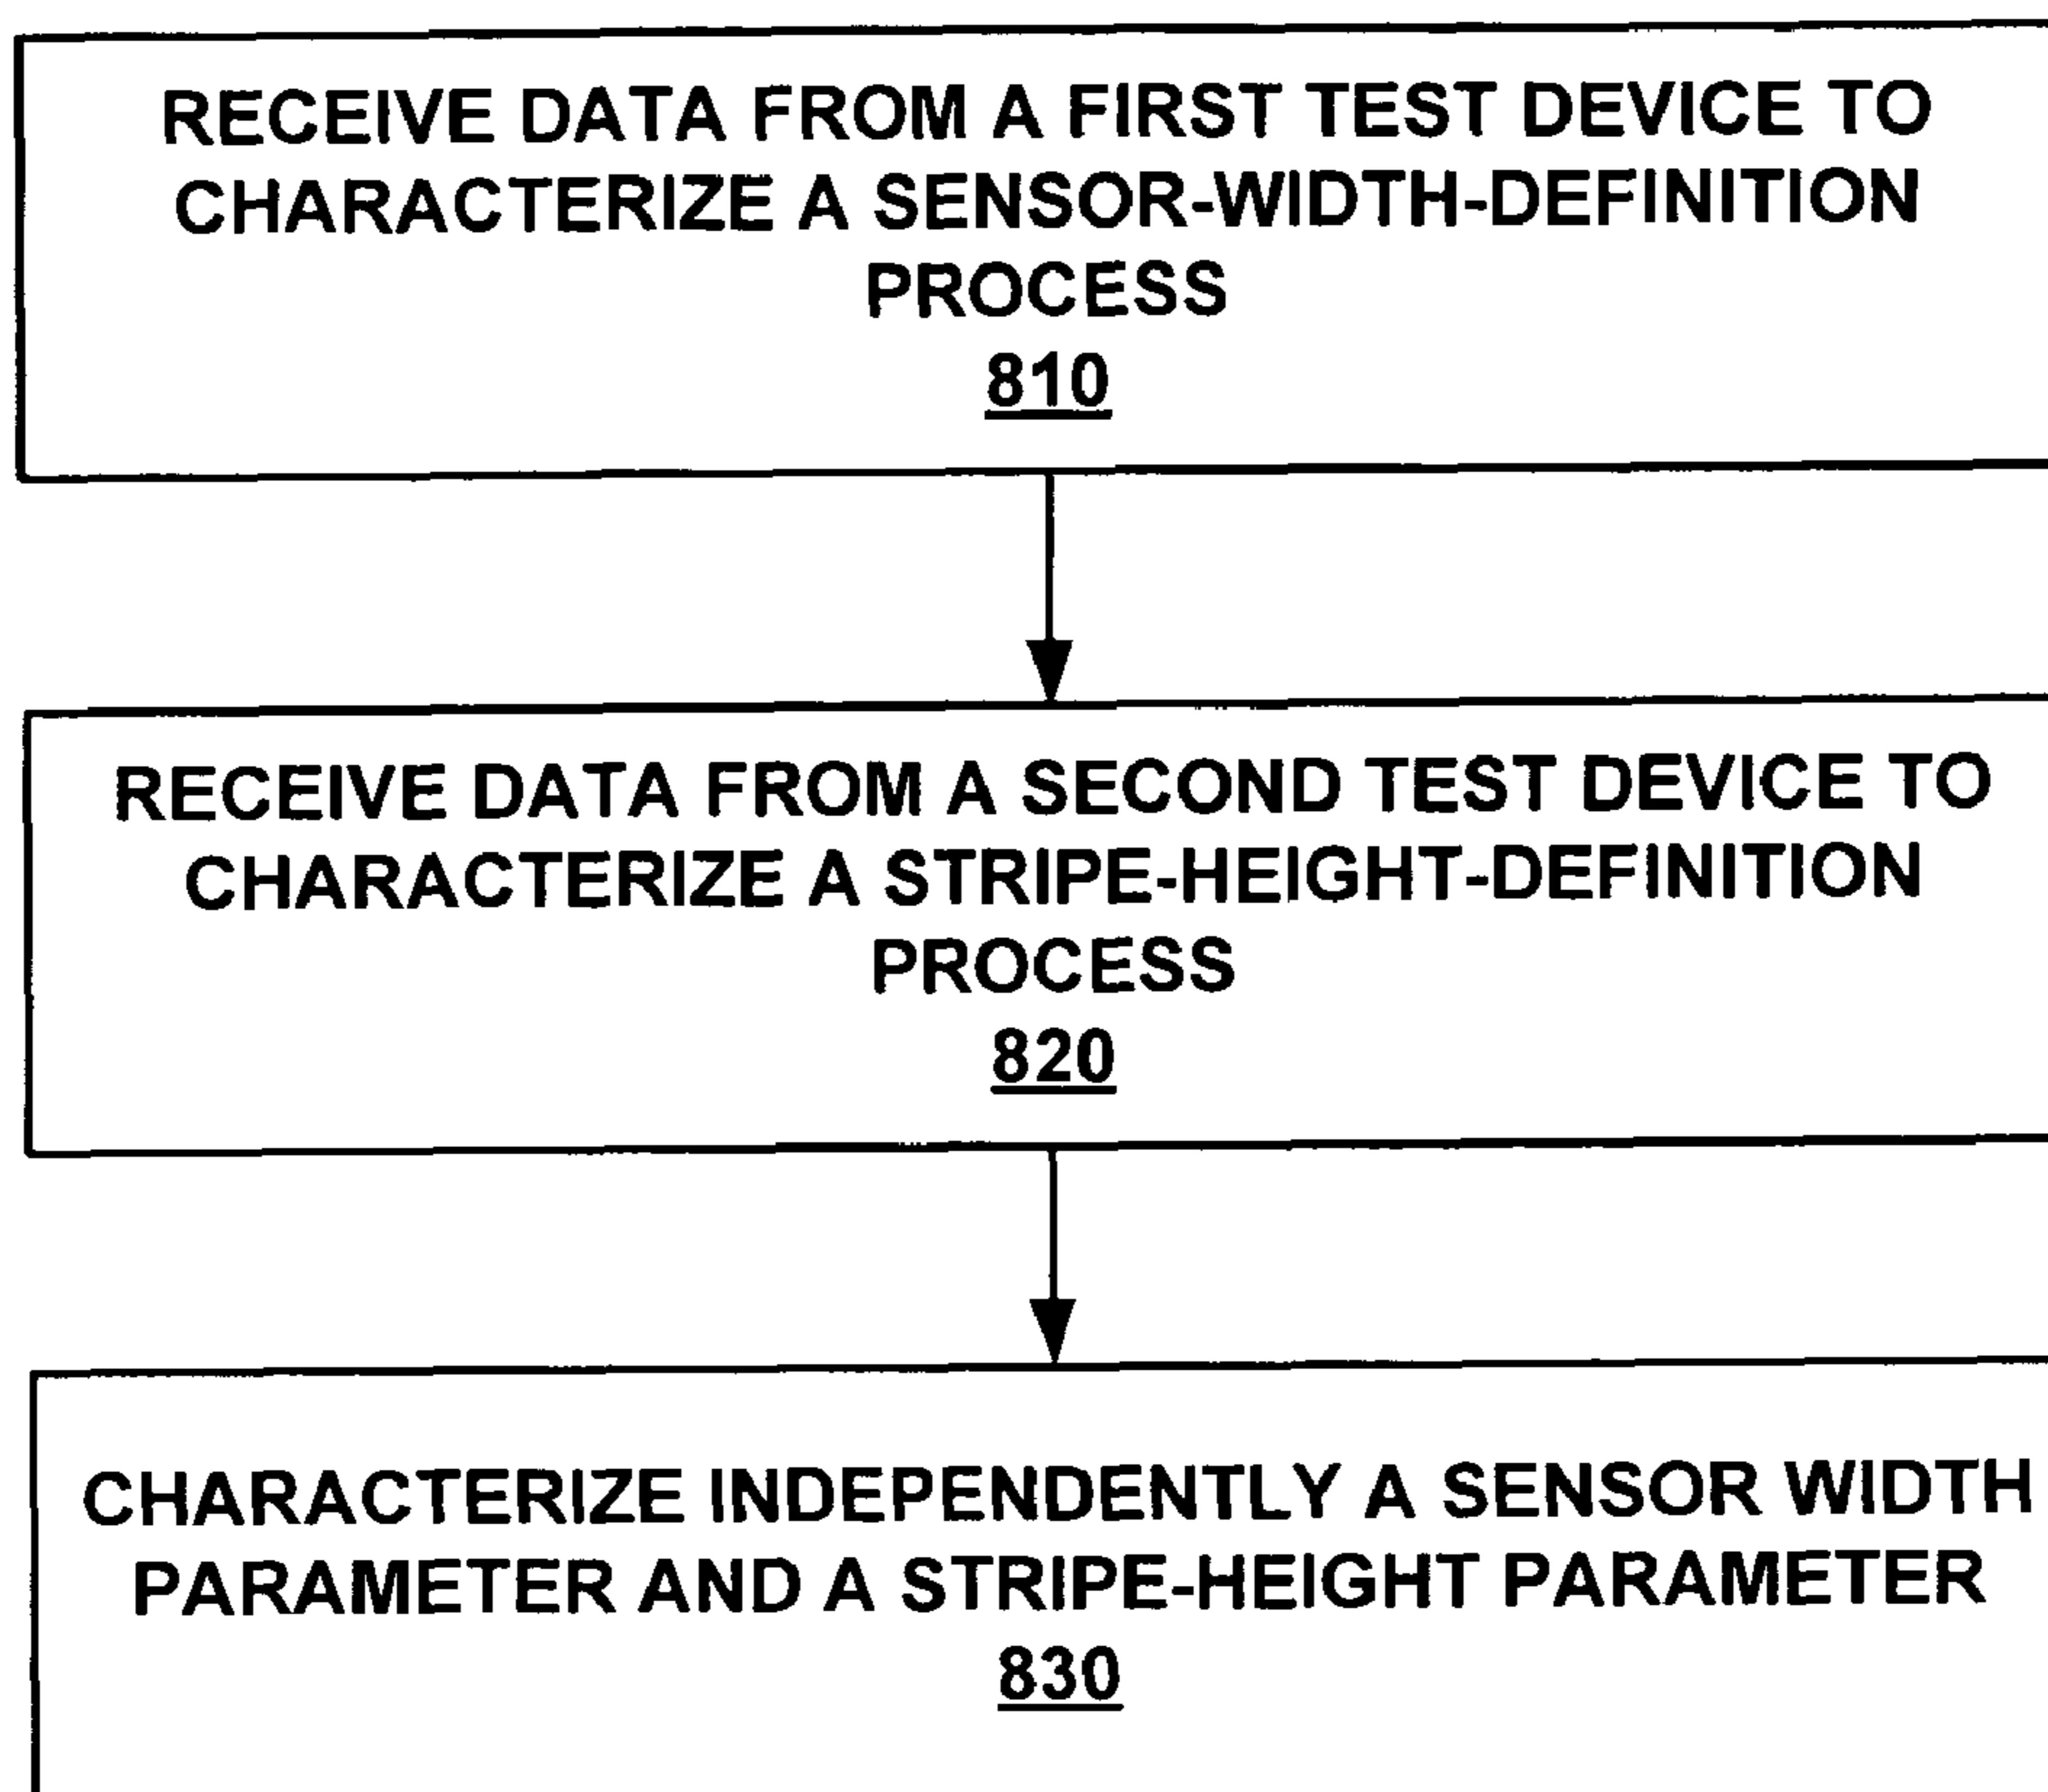 RECEIVE DATA FROM A FIRST TEST DEVICE TO
CHARACTERIZE A SENSOR-WIDTH-DEFINITION
PROCESS
810
RECEIVE DATA FROM A SECOND TEST DEVICE TO
CHARACTERIZE A STRIPE-HEIGHT-DEFINITION
PROCESS
820
CHARACTERIZE INDEPENDENTLY A SENSOR WIDTH
PARAMETER AND A STRIPE-HEIGHT PARAMETER
830